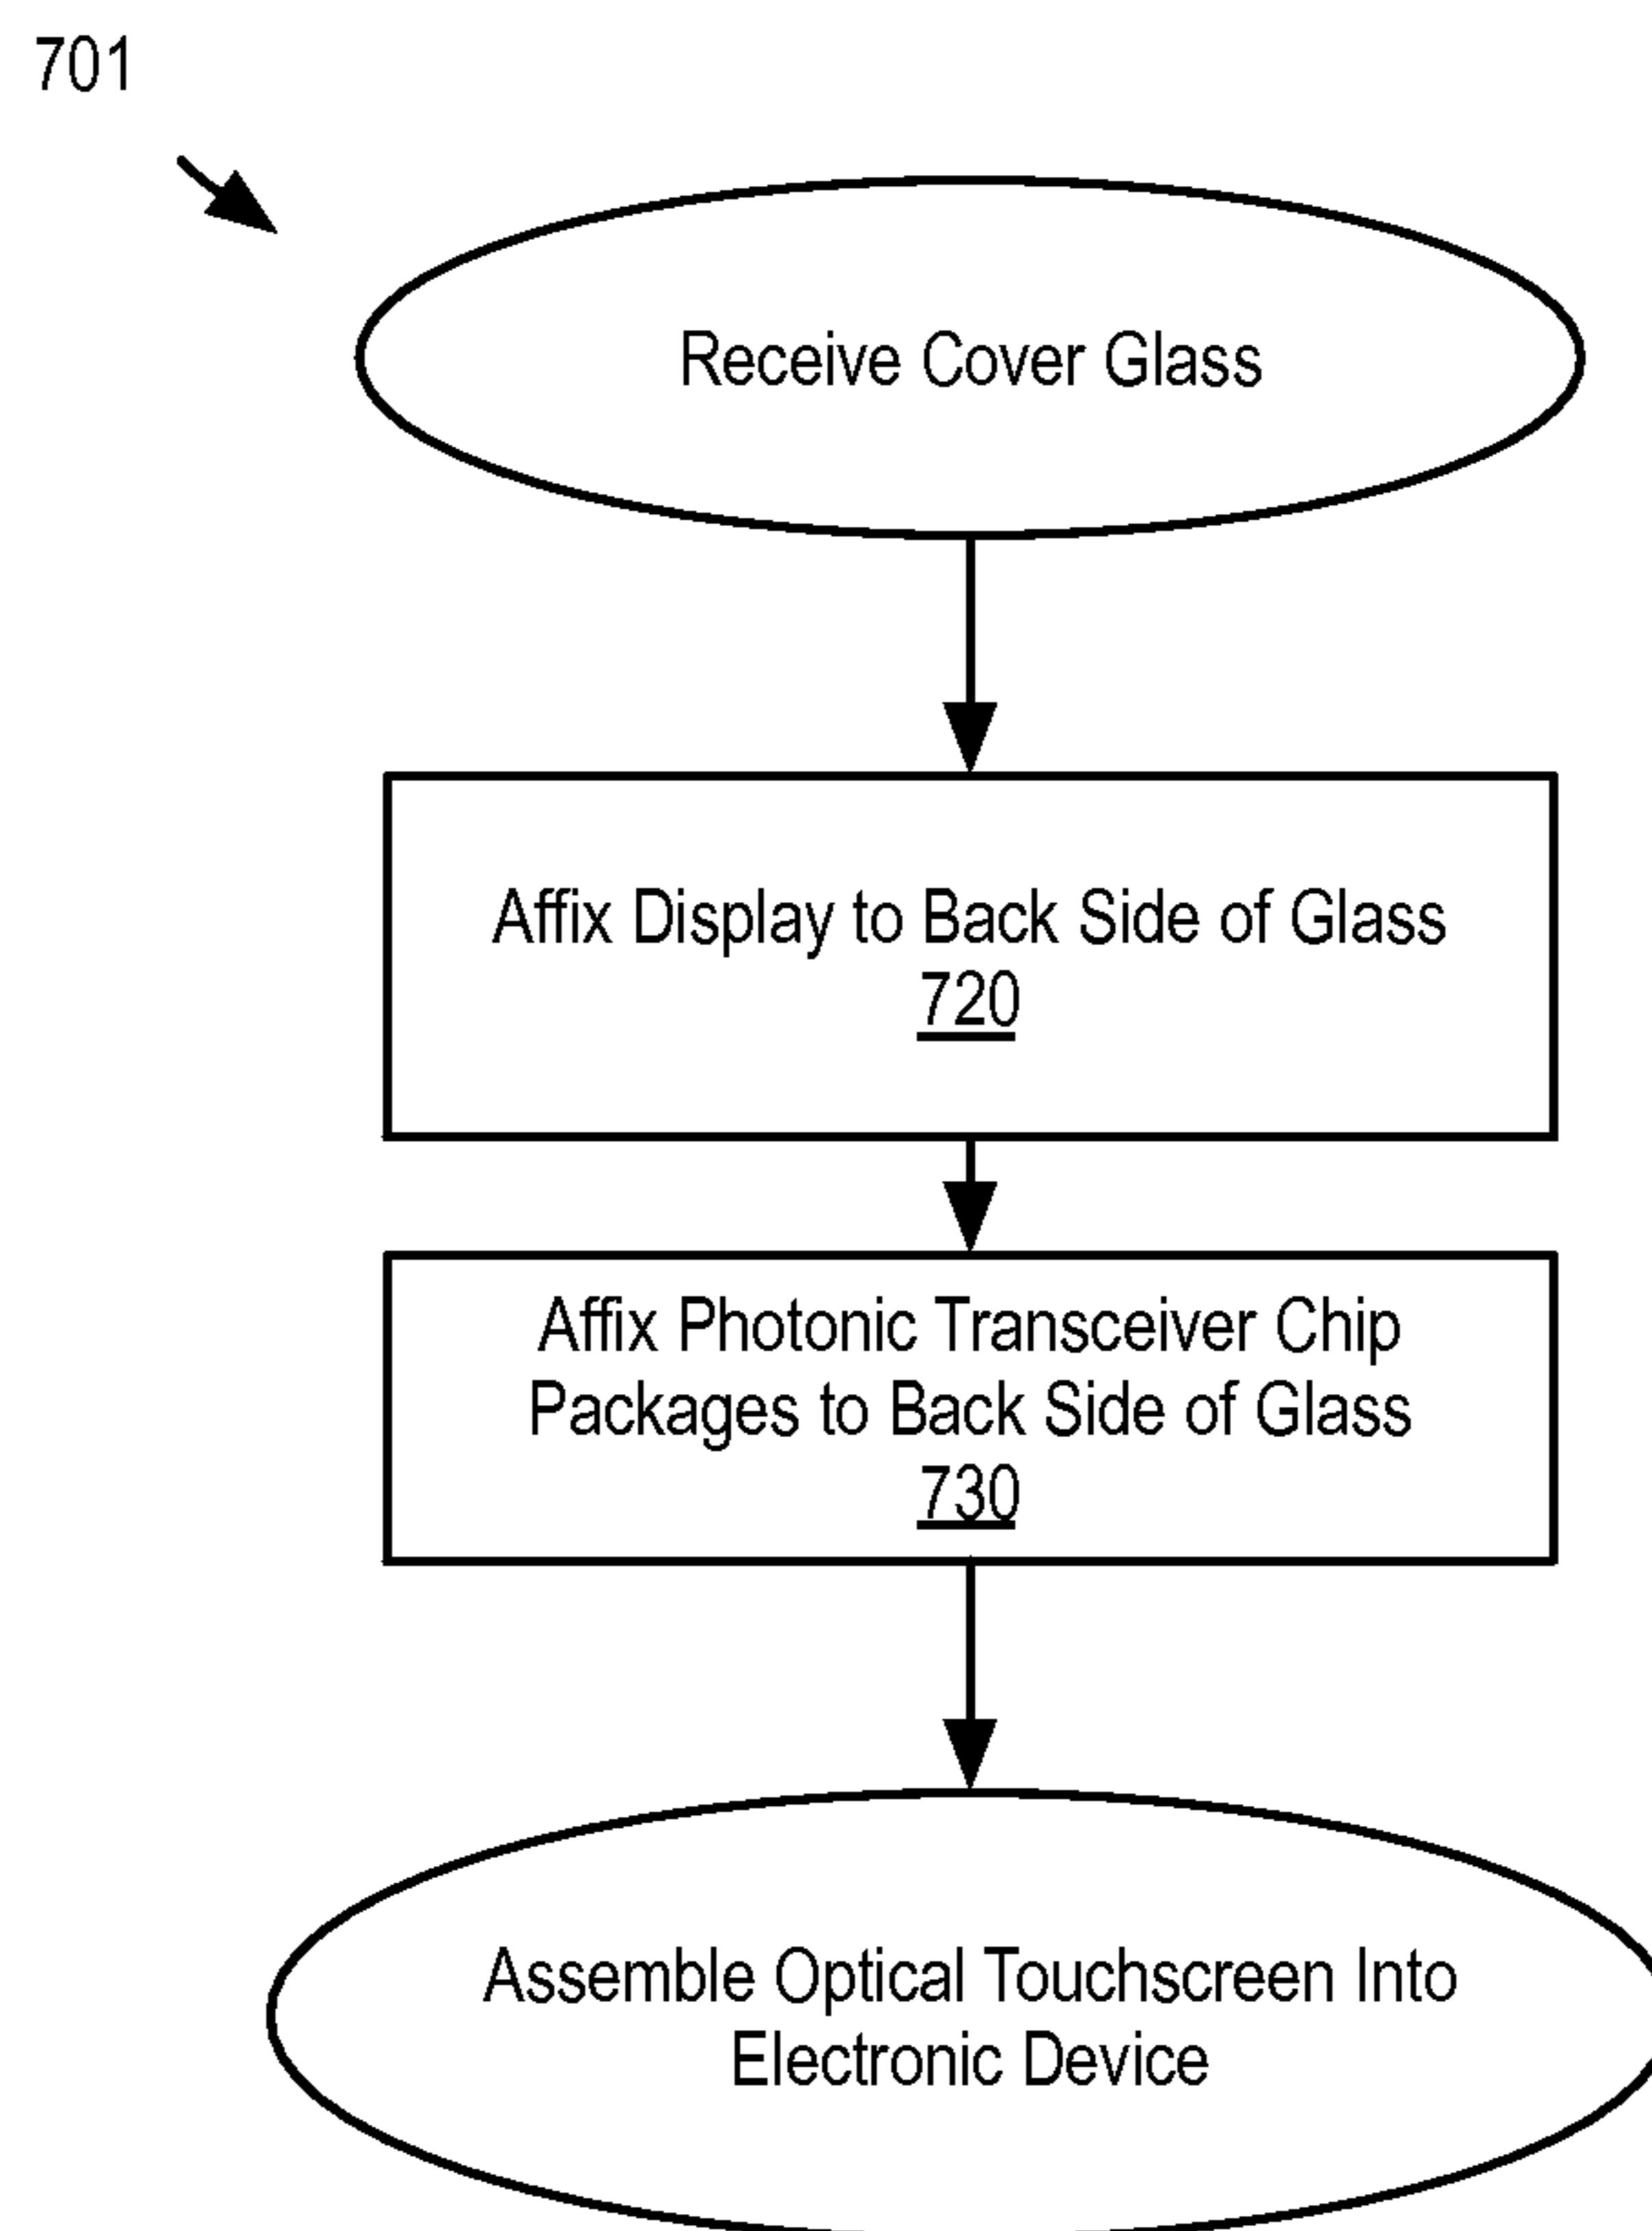 701
Receive Cover Glass
Affix Display to Back Side of Glass
720
Affix Photonic Transceiver Chip
Packages to Back Side of Glass
730
Assemble Optical Touchscreen Into
Electronic Device